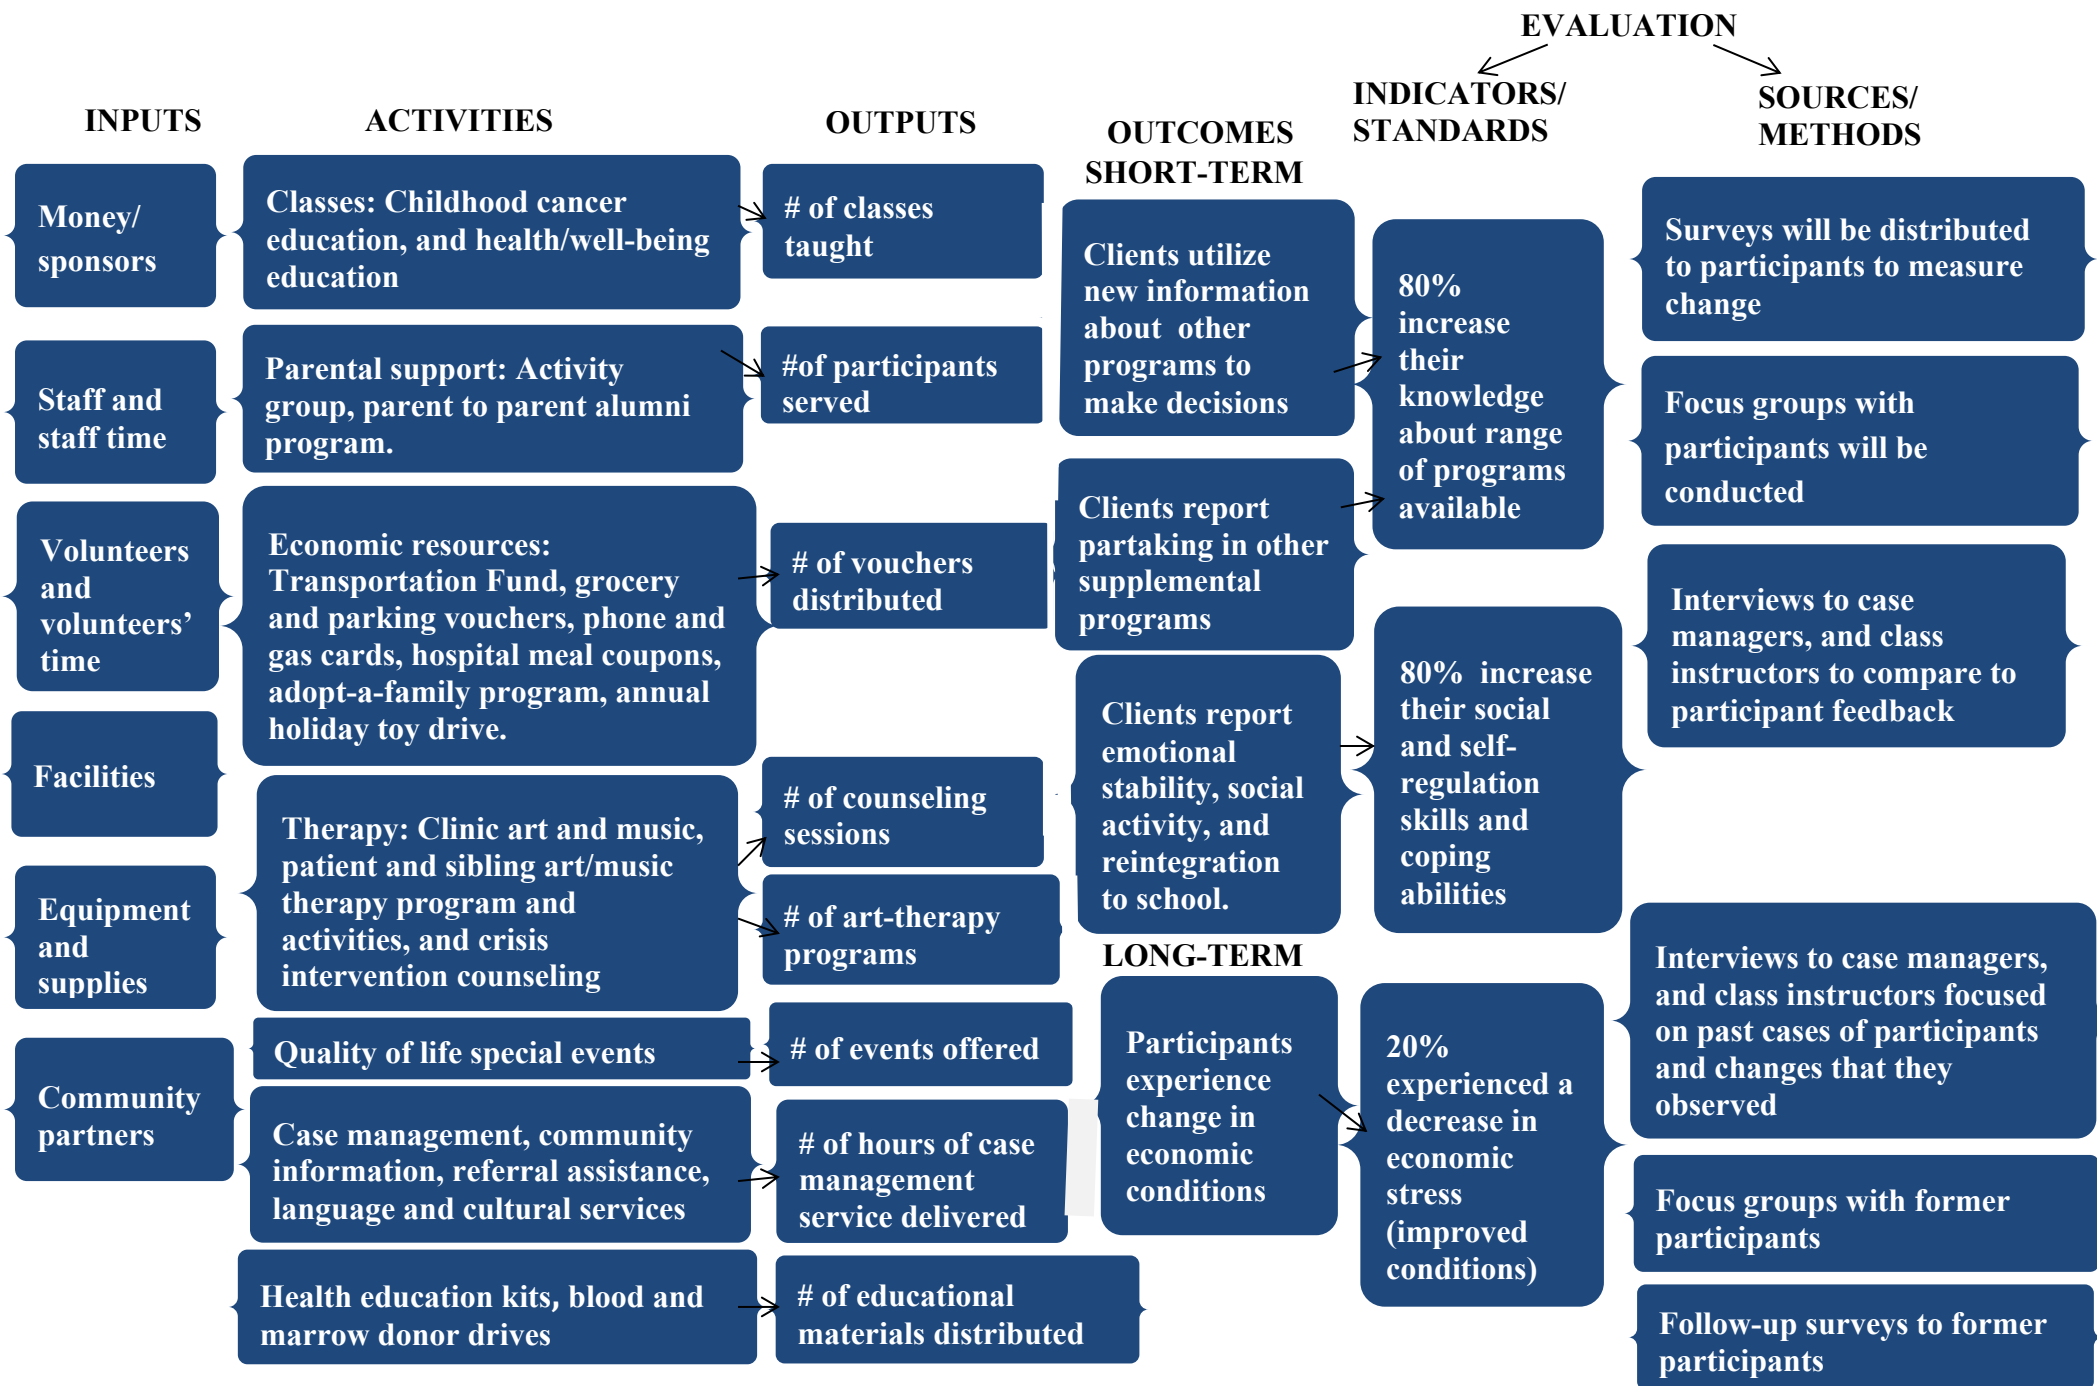 EVALUATION
INPUTS
ACTIVITIES
OUTPUTS
OUTCOMES
SHORT-TERM
INDICATORS/
STANDARDS
SOURCES/
METHODS
Money/
sponsors
Staff and
staff time
Volunteers
and
volunteers’
time
Facilities
Equipment
and
supplies
Community
partners
Classes: Childhood cancer
education, and health/well-being
education
Parental support: Activity
group, parent to parent alumni
program.
Economic resources:
Transportation Fund, grocery
and parking vouchers, phone and
gas cards, hospital meal coupons,
adopt-a-family program, annual
holiday toy drive.
Therapy: Clinic art and music,
patient and sibling art/music
therapy program and
activities, and crisis
intervention counseling
Quality of life special events
Case management, community
information, referral assistance,
language and cultural services
Health education kits, blood and
marrow donor drives
# of classes
taught
#of participants
served
# of vouchers
distributed
# of counseling
sessions
# of art-therapy
programs
# of events offered
# of hours of case
management
service delivered
# of educational
materials distributed
Clients utilize
new information
about other
programs to
make decisions
Clients report
partaking in other
supplemental
programs
Clients report
emotional
stability, social
activity, and
reintegration
to school.
LONG-TERM
Participants
experience
change in
economic
conditions
80%
increase
their
knowledge
about range
of programs
available
80% increase
their social
and self-
regulation
skills and
coping
abilities
20%
experienced a
decrease in
economic
stress
(improved
conditions)
Surveys will be distributed
to participants to measure
change
Focus groups with
participants will be
conducted
Interviews to case
managers, and class
instructors to compare to
participant feedback
Interviews to case managers,
and class instructors focused
on past cases of participants
and changes that they
observed
Focus groups with former
participants
Follow-up surveys to former
participants